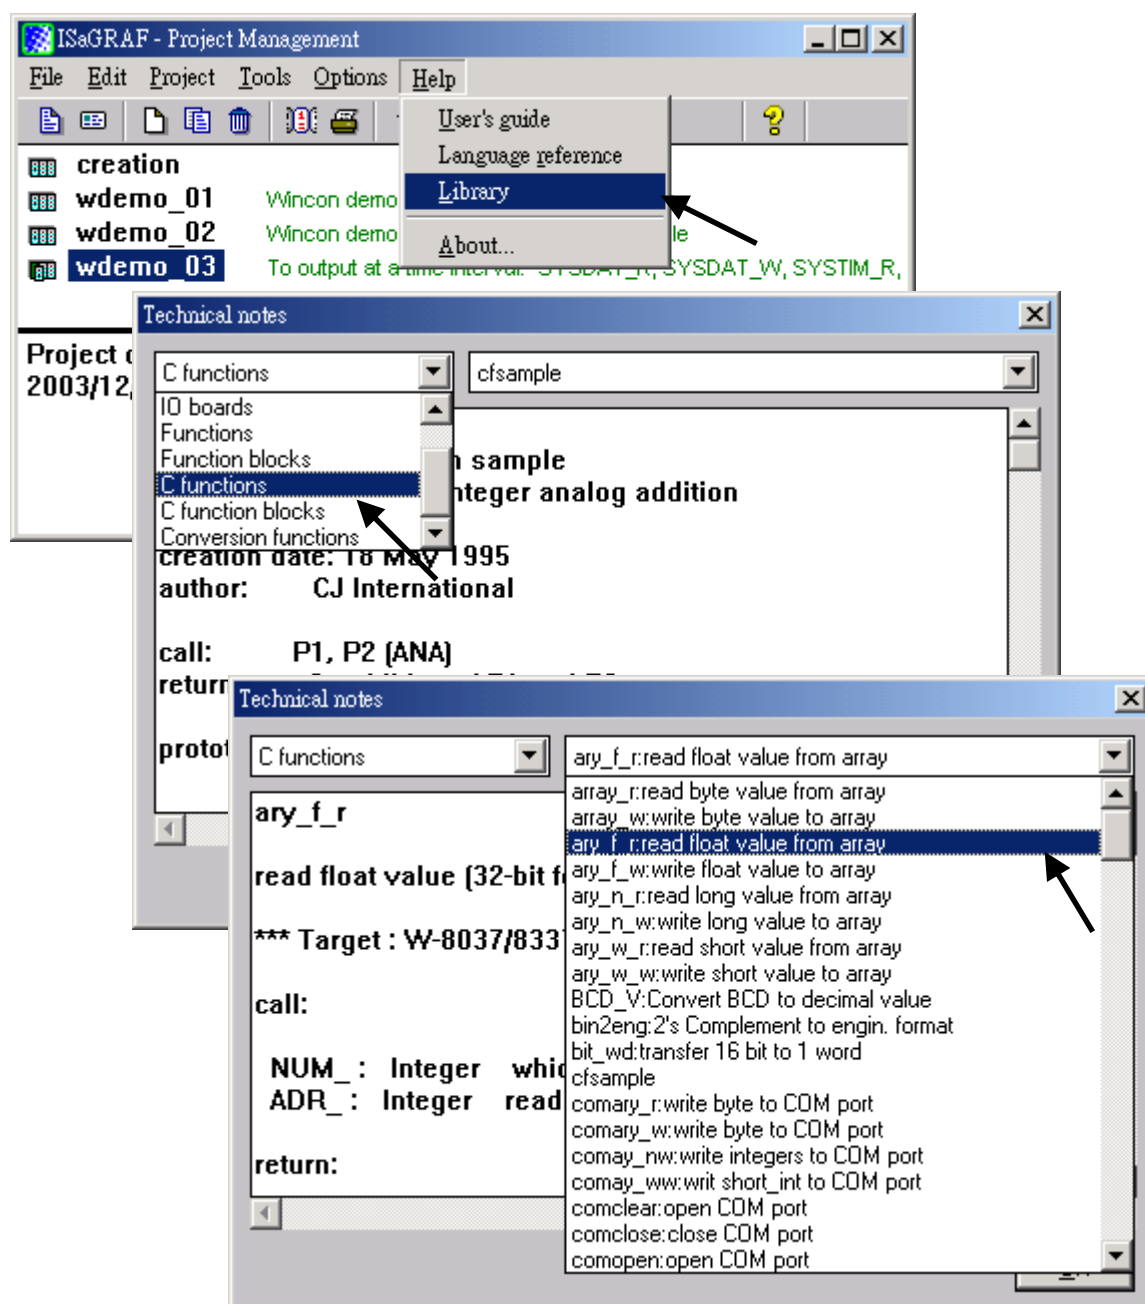 ISaGRAF - Project Management
File Edit Project Tools Options Help
User's guide
Language reference
Library
About...
creation
wdemo_01 Wincon demo
wdemo_02 Wincon demo le
wdemo_03 To output at a time interval. SYSDAT_R, SYSDAT_W, SYSTIM_R,
Project
2003/12/
Technical notes
C functions cfsample
IO boards
Functions
Function blocks
C functions
C function blocks
Conversion functions
sample
nteger analog addition
creation date: 18 May 1995
author: CJ International
call: P1, P2 (ANA)
return
protot
Technical notes
C functions ary_f_r:read float value from array
array_r:read byte value from array
array_w:write byte value to array
ary_f_r:read float value from array
ary_f_w:write float value to array
ary_n_r:read long value from array
ary_n_w:write long value to array
ary_w_r:read short value from array
ary_w_w:write short value to array
BCD_V:Convert BCD to decimal value
bin2eng:2's Complement to engin. format
bit_wd:transfer 16 bit to 1 word
cfsample
comary_r:write byte to COM port
comary_w:write byte to COM port
comay_nw:write integers to COM port
comay_ww:writ short_int to COM port
comclear:open COM port
comclose:close COM port
comopen:open COM port
ary_f_r
read float value (32-bit f
*** Target : W-8037/833
call:
NUM_ : Integer whic
ADR_ : Integer read
return: